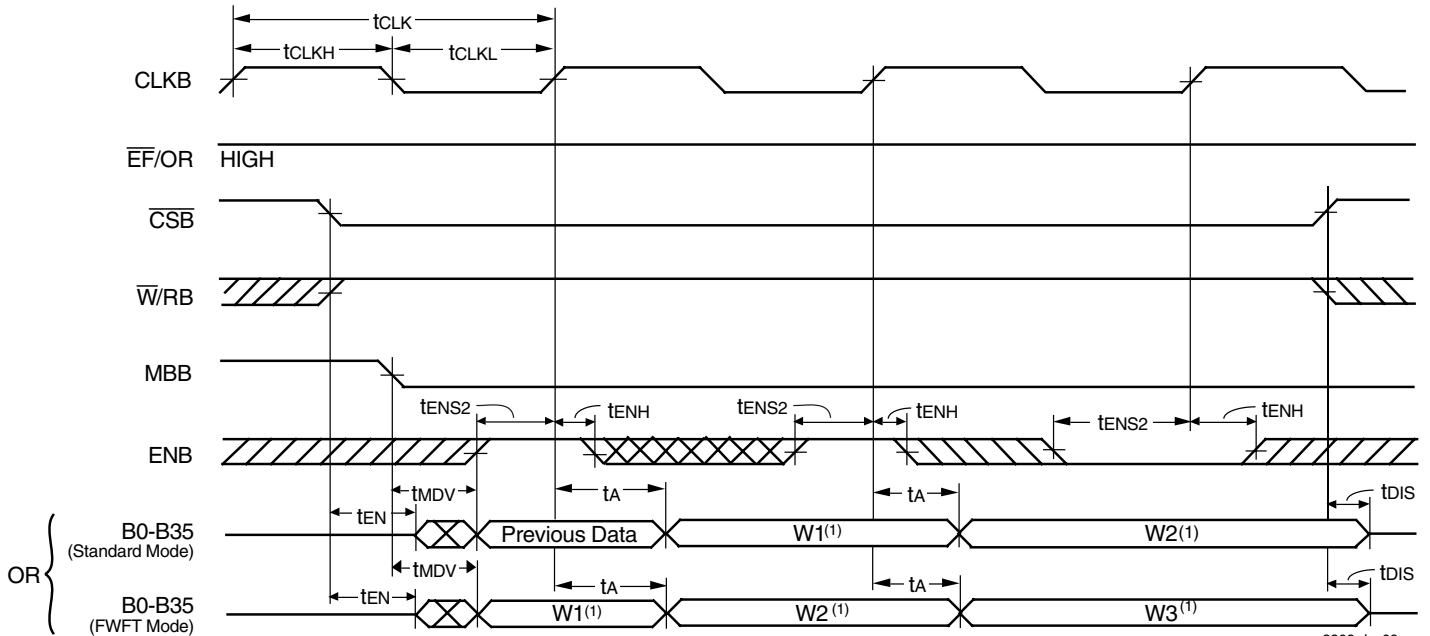 tCLK
tCLKH
tCLKL
CLKB
EF/OR HIGH
CSB
W/RB
MBB
tENS2
tENH
tENS2
tENH
tENS2
tENH
ENB
tMDV
tEN
tA
tA
tDIS
B0-B35
(Standard Mode)
Previous Data
W1(1)
W2(1)
OR
tMDV
tEN
tA
tA
tDIS
B0-B35
(FWFT Mode)
W1(1)
W2(1)
W3(1)